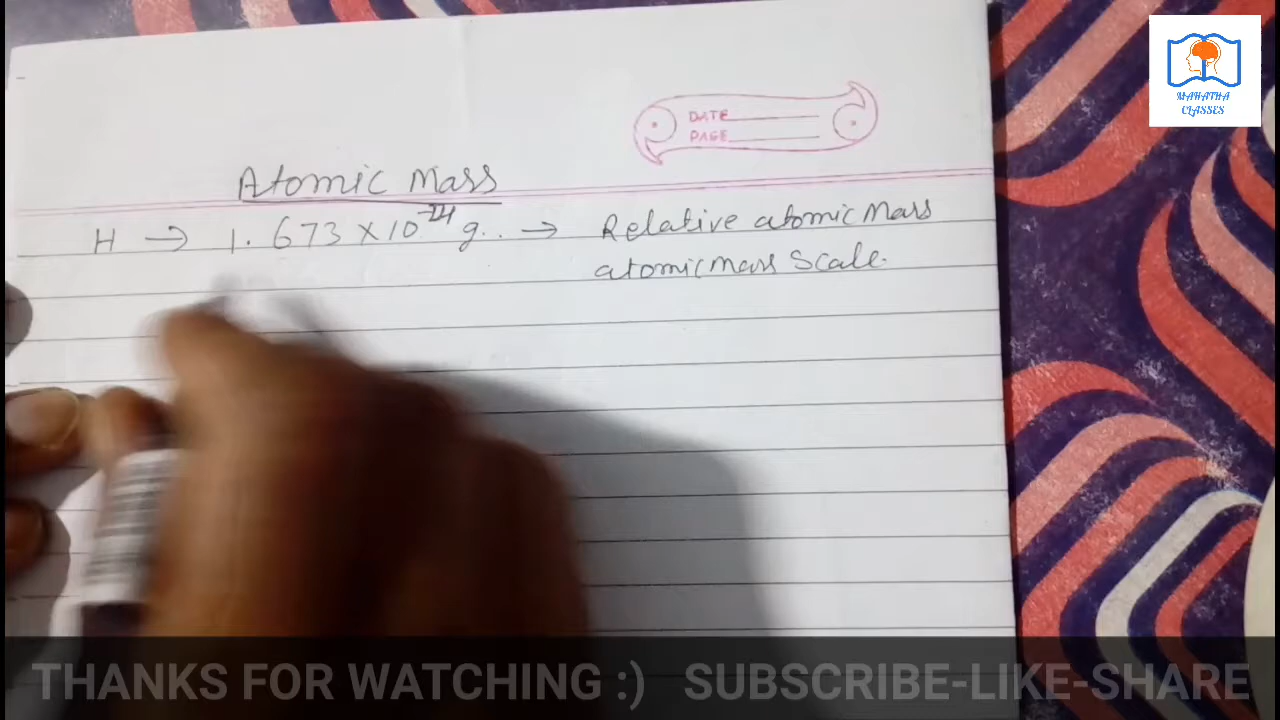 MAHATHA
CLASSES
DATE
PAGE
Atomic Mass
H → 1.673 × 10⁻²⁴ g. . → Relative atomic Mass
atomic Mass Scale.
THANKS FOR WATCHING :) SUBSCRIBE-LIKE-SHARE